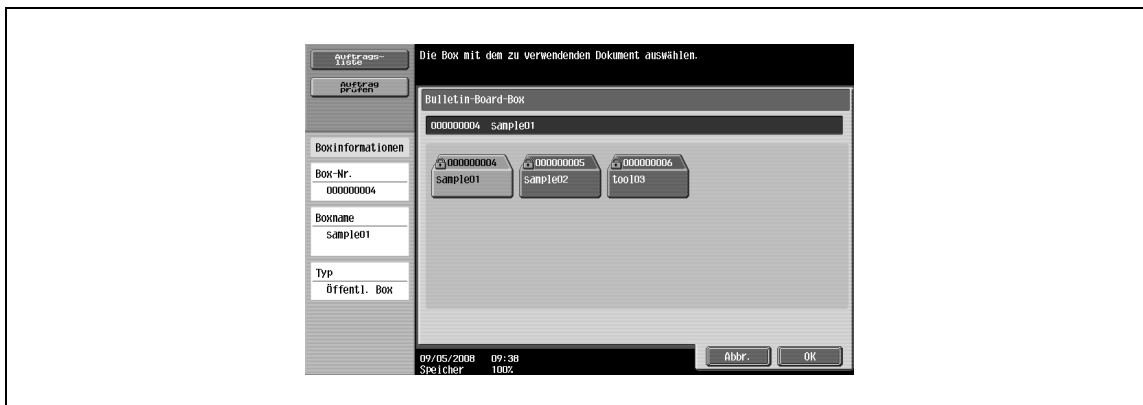 Auftrags-
liste
Auftrag
prüfen
Die Box mit dem zu verwendenden Dokument auswählen.
Bulletin-Board-Box
000000004 sample01
Boxinformationen
Box-Nr.
000000004
Boxname
sample01
Typ
Öffentl. Box
000000004
sample01
000000005
sample02
000000006
tool03
09/05/2008 09:38
Speicher 100%
Abbr.
OK